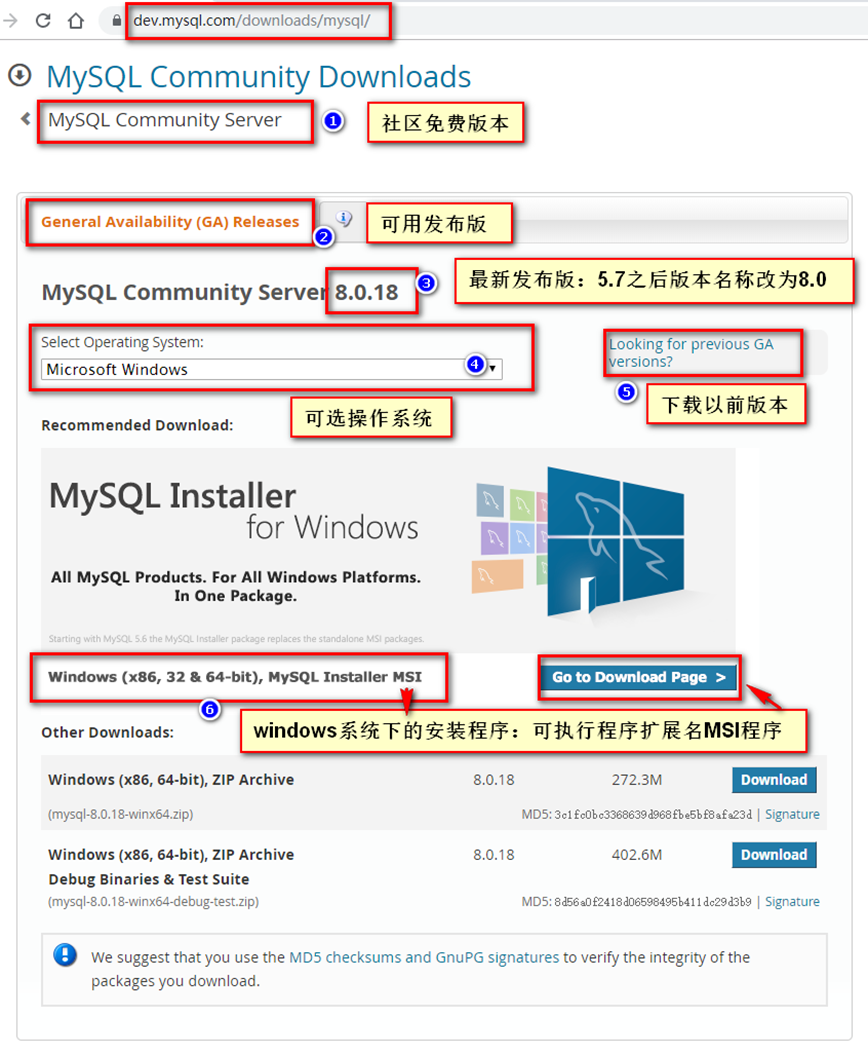 dev.mysql.com/downloads/mysql/
MySQL Community Downloads
MySQL Community Server
1
社区免费版本
General Availability (GA) Releases
2
可用发布版
MySQL Community Server 8.0.18
3
最新发布版：5.7之后版本名称改为8.0
Select Operating System:
Microsoft Windows
4
Looking for previous GA
versions?
5
下载以前版本
可选操作系统
Recommended Download:
MySQL Installer
for Windows
All MySQL Products. For All Windows Platforms.
In One Package.
Starting with MySQL 5.6 the MySQL Installer package replaces the standalone MSI packages.
Windows (x86, 32 & 64-bit), MySQL Installer MSI
Go to Download Page >
6
windows系统下的安装程序：可执行程序扩展名MSI程序
Other Downloads:
Windows (x86, 64-bit), ZIP Archive 8.0.18 272.3M Download
(mysql-8.0.18-winx64.zip) MD5: 3c1fc0bc3368639d968fbe5bf8afa23d | Signature
Windows (x86, 64-bit), ZIP Archive 8.0.18 402.6M Download
Debug Binaries & Test Suite
(mysql-8.0.18-winx64-debug-test.zip) MD5: 8d56a0f2418d06598495b411dc29d3b9 | Signature
We suggest that you use the MD5 checksums and GnuPG signatures to verify the integrity of the
packages you download.